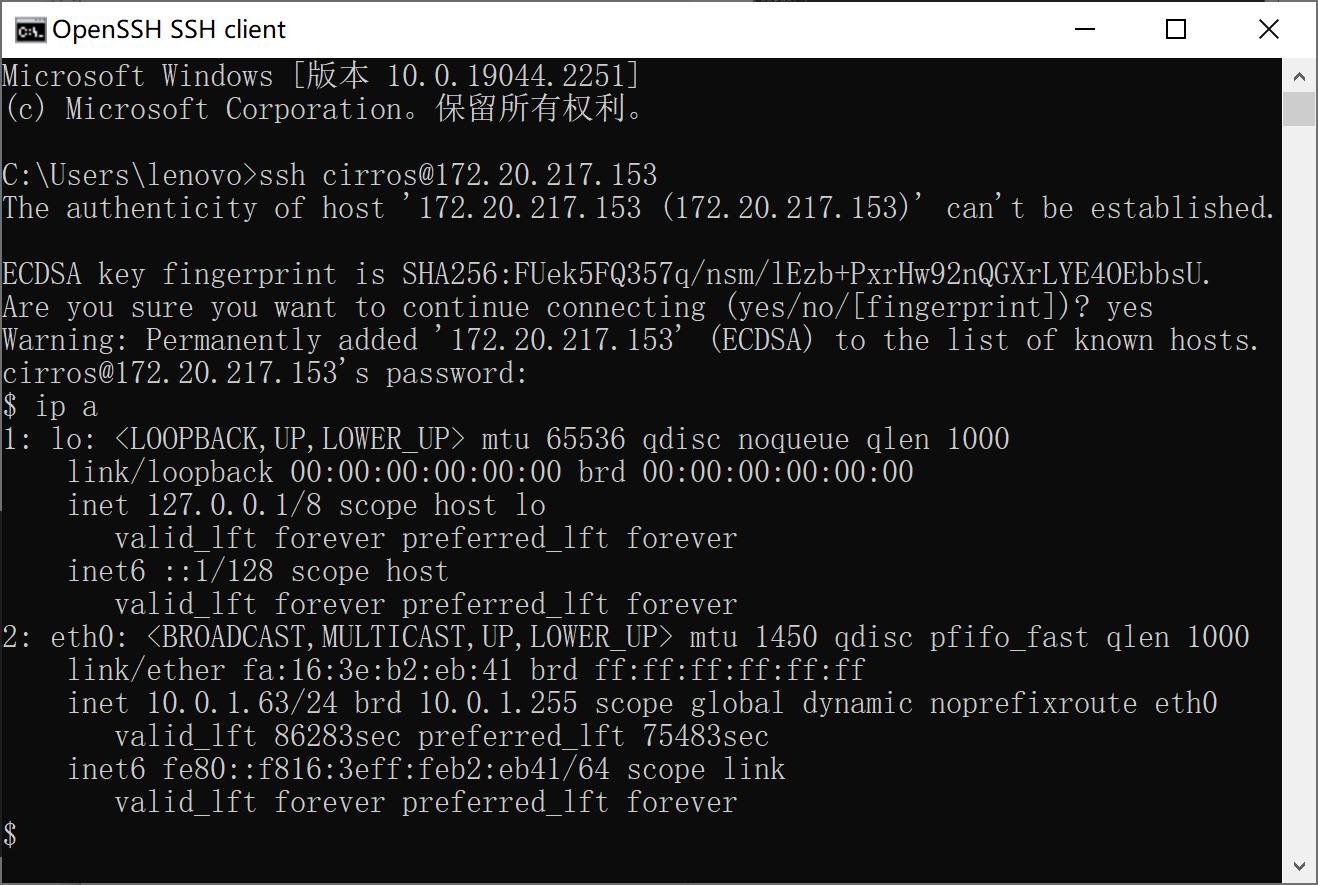 OpenSSH SSH client
Microsoft Windows [版本 10.0.19044.2251]
(c) Microsoft Corporation。保留所有权利。
C:\Users\lenovo>ssh cirros@172.20.217.153
The authenticity of host '172.20.217.153 (172.20.217.153)' can't be established.
ECDSA key fingerprint is SHA256:FUek5FQ357q/nsm/lEzb+PxrHw92nQGXrLYE4OEbbsU.
Are you sure you want to continue connecting (yes/no/[fingerprint])? yes
Warning: Permanently added '172.20.217.153' (ECDSA) to the list of known hosts.
cirros@172.20.217.153's password:
$ ip a
1: lo: <LOOPBACK,UP,LOWER_UP> mtu 65536 qdisc noqueue qlen 1000
    link/loopback 00:00:00:00:00:00 brd 00:00:00:00:00:00
    inet 127.0.0.1/8 scope host lo
       valid_lft forever preferred_lft forever
    inet6 ::1/128 scope host
       valid_lft forever preferred_lft forever
2: eth0: <BROADCAST,MULTICAST,UP,LOWER_UP> mtu 1450 qdisc pfifo_fast qlen 1000
    link/ether fa:16:3e:b2:eb:41 brd ff:ff:ff:ff:ff:ff
    inet 10.0.1.63/24 brd 10.0.1.255 scope global dynamic noprefixroute eth0
       valid_lft 86283sec preferred_lft 75483sec
    inet6 fe80::f816:3eff:feb2:eb41/64 scope link
       valid_lft forever preferred_lft forever
$